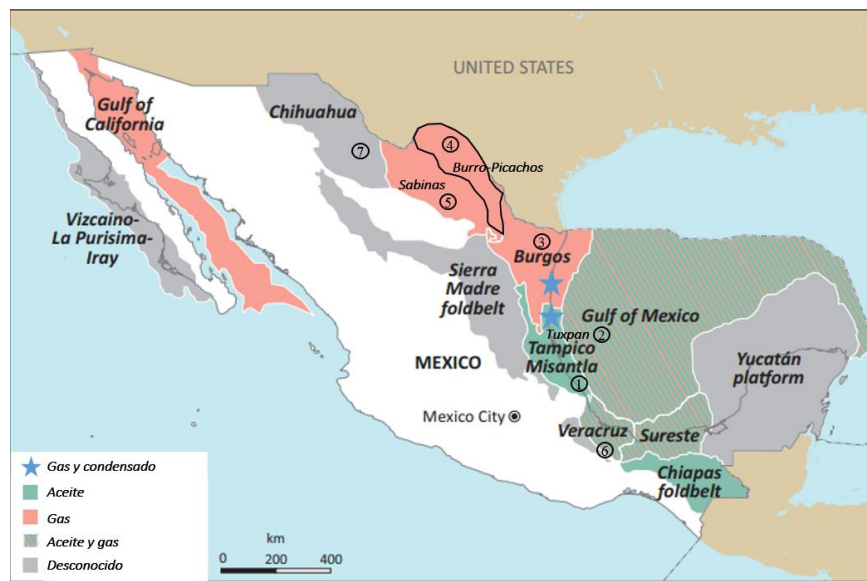 UNITED STATES
Gulf of
California
Chihuahua
④
⑦
Burro-Picachos
Sabinas
⑤
Vizcaino-
La Purisima-
Iray
③
Burgos
Sierra
Madre
foldbelt
Gulf of Mexico
Tuxpan
②
MEXICO
Tampico
Misantla
Yucatán
platform
①
Mexico City
Veracruz
Sureste
⑥
Chiapas
foldbelt
Gas y condensado
Aceite
Gas
Aceite y gas
Desconocido
km
0 200 400